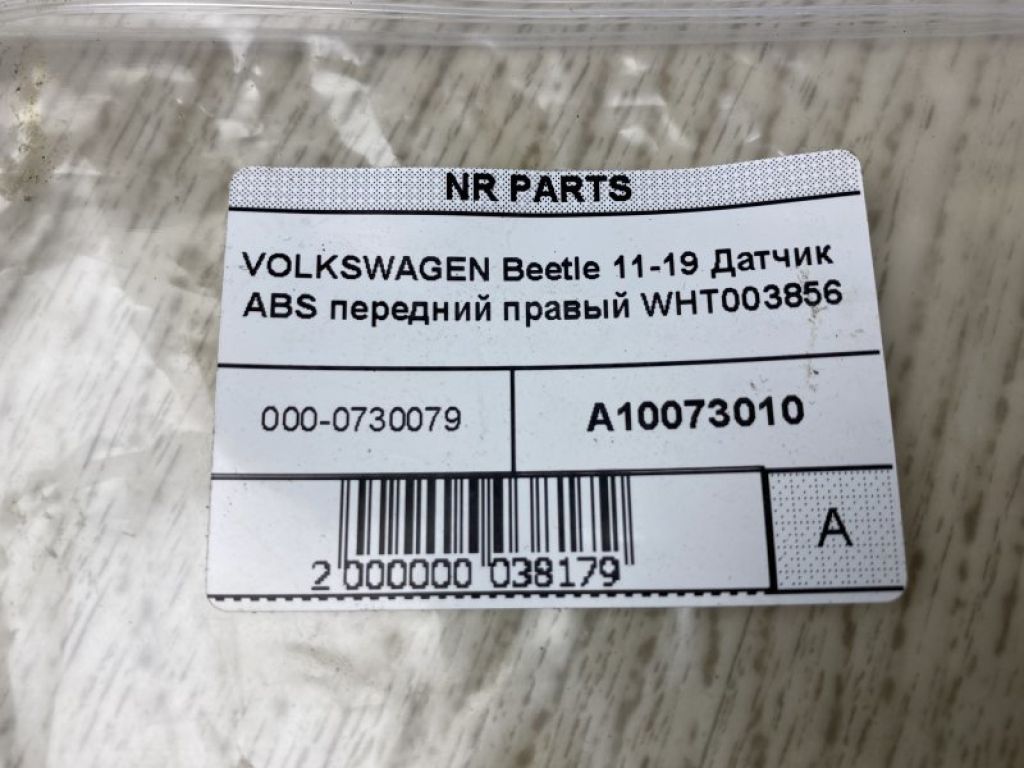 NR PARTS
VOLKSWAGEN Beetle 11-19 Датчик
ABS передний правый WHT003856
000-0730079
A10073010
2 000000 038179
A